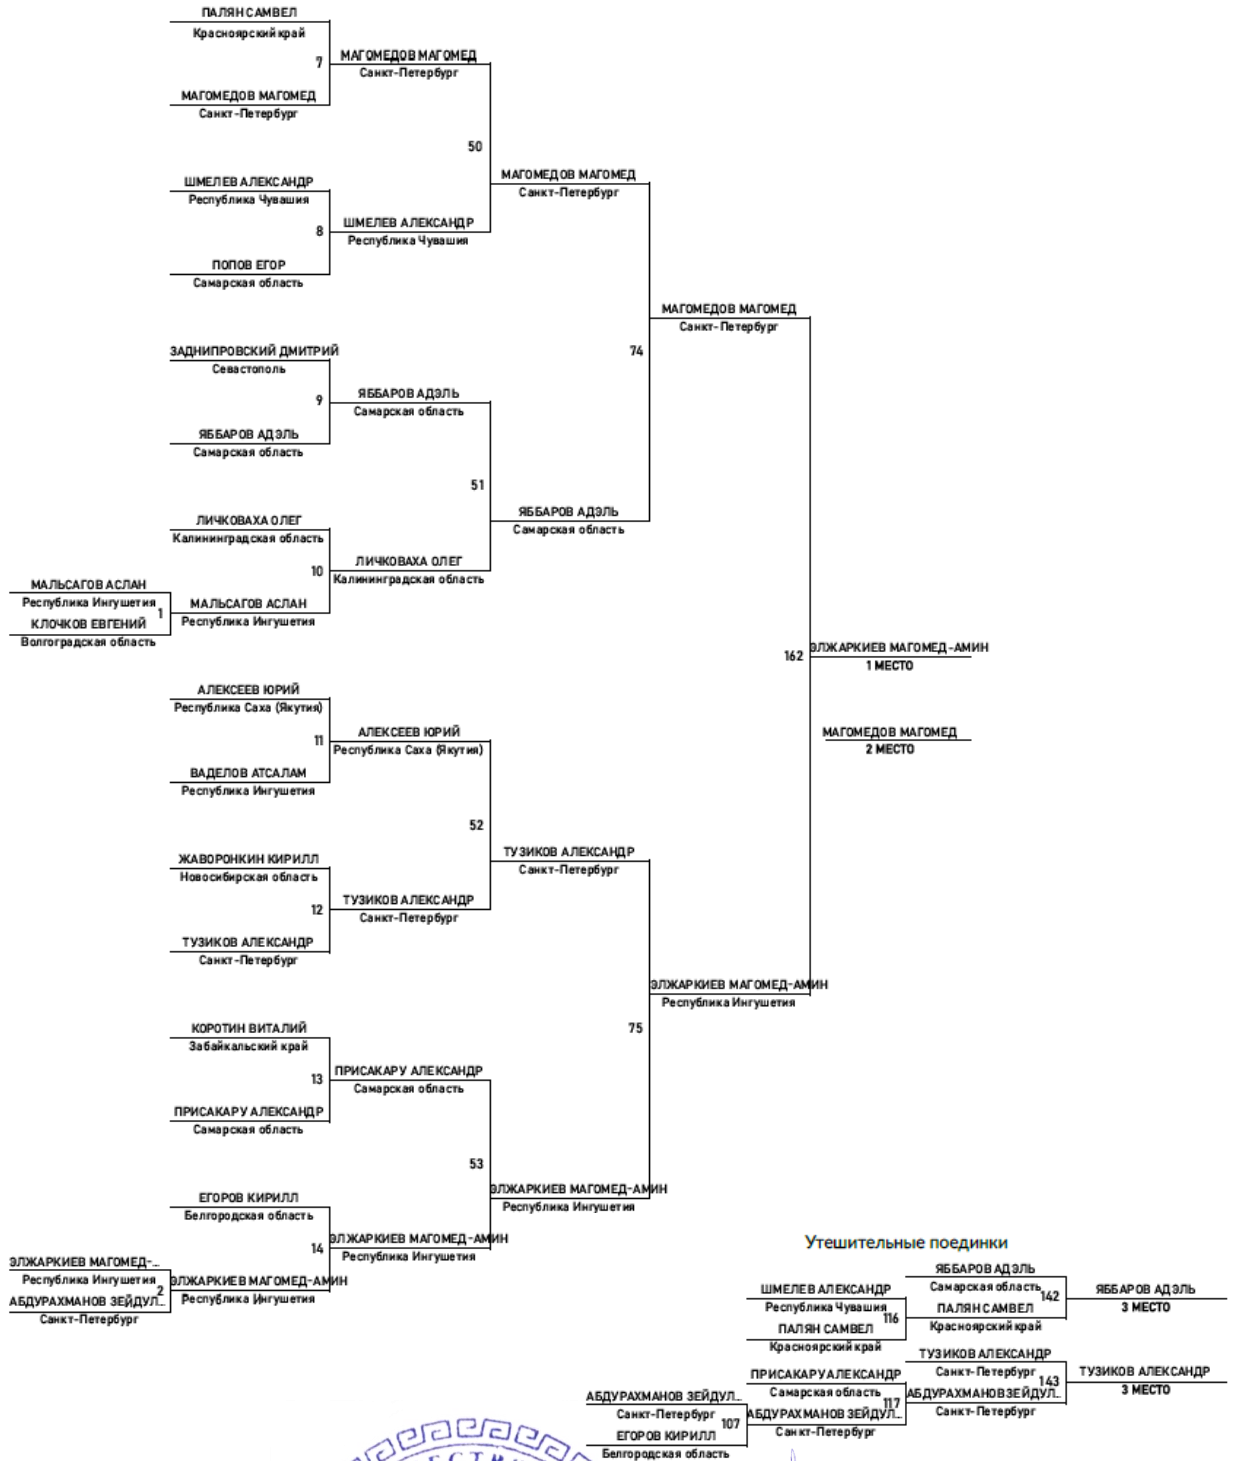 ПАЛЯН САМВЕЛ
Красноярский край
7
МАГОМЕДОВ МАГОМЕД
Санкт-Петербург
МАГОМЕДОВ МАГОМЕД
Санкт-Петербург
50
МАГОМЕДОВ МАГОМЕД
Санкт-Петербург
ШМЕЛЕВ АЛЕКСАНДР
Республика Чувашия
8
ШМЕЛЕВ АЛЕКСАНДР
Республика Чувашия
ПОПОВ ЕГОР
Самарская область
МАГОМЕДОВ МАГОМЕД
Санкт-Петербург
74
ЗАДНИПРОВСКИЙ ДМИТРИЙ
Севастополь
9
ЯББАРОВ АДЭЛЬ
Самарская область
ЯББАРОВ АДЭЛЬ
Самарская область
51
ЯББАРОВ АДЭЛЬ
Самарская область
ЛИЧКОВАХА ОЛЕГ
Калининградская область
10
ЛИЧКОВАХА ОЛЕГ
Калининградская область
МАЛЬСАГОВ АСЛАН
Республика Ингушетия
1
КЛОЧКОВ ЕВГЕНИЙ
Волгоградская область
МАЛЬСАГОВ АСЛАН
Республика Ингушетия
162
ЭЛЖАРКИЕВ МАГОМЕД-АМИН
1 МЕСТО
МАГОМЕДОВ МАГОМЕД
2 МЕСТО
АЛЕКСЕЕВ ЮРИЙ
Республика Саха (Якутия)
11
АЛЕКСЕЕВ ЮРИЙ
Республика Саха (Якутия)
ВАДЕЛОВ АТСАЛАМ
Республика Ингушетия
52
ТУЗИКОВ АЛЕКСАНДР
Санкт-Петербург
ЖАВОРОНКИН КИРИЛЛ
Новосибирская область
12
ТУЗИКОВ АЛЕКСАНДР
Санкт-Петербург
ТУЗИКОВ АЛЕКСАНДР
Санкт-Петербург
ЭЛЖАРКИЕВ МАГОМЕД-АМИН
Республика Ингушетия
75
КОРОТИН ВИТАЛИЙ
Забайкальский край
13
ПРИСАКАРУ АЛЕКСАНДР
Самарская область
ПРИСАКАРУ АЛЕКСАНДР
Самарская область
53
ЭЛЖАРКИЕВ МАГОМЕД-АМИН
Республика Ингушетия
ЕГОРОВ КИРИЛЛ
Белгородская область
14
ЭЛЖАРКИЕВ МАГОМЕД-АМИН
Республика Ингушетия
ЭЛЖАРКИЕВ МАГОМЕД-...
Республика Ингушетия
2
АБДУРАХМАНОВ ЗЕЙДУЛ...
Санкт-Петербург
ЭЛЖАРКИЕВ МАГОМЕД-АМИН
Республика Ингушетия
Утешительные поединки
ШМЕЛЕВ АЛЕКСАНДР
Республика Чувашия
116
ПАЛЯН САМВЕЛ
Красноярский край
ЯББАРОВ АДЭЛЬ
Самарская область
142
ПАЛЯН САМВЕЛ
Красноярский край
ЯББАРОВ АДЭЛЬ
3 МЕСТО
АБДУРАХМАНОВ ЗЕЙДУЛ...
Санкт-Петербург
107
ЕГОРОВ КИРИЛЛ
Белгородская область
ПРИСАКАРУ АЛЕКСАНДР
Самарская область
117
АБДУРАХМАНОВ ЗЕЙДУЛ...
Санкт-Петербург
ТУЗИКОВ АЛЕКСАНДР
Санкт-Петербург
143
АБДУРАХМАНОВ ЗЕЙДУЛ...
Санкт-Петербург
ТУЗИКОВ АЛЕКСАНДР
3 МЕСТО